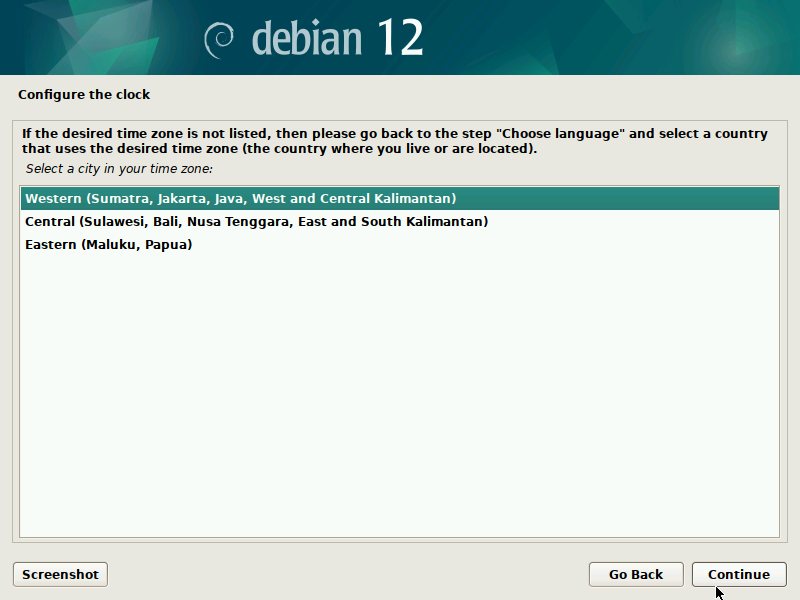 debian 12
Configure the clock
If the desired time zone is not listed, then please go back to the step "Choose language" and select a country
that uses the desired time zone (the country where you live or are located).
Select a city in your time zone:
Western (Sumatra, Jakarta, Java, West and Central Kalimantan)
Central (Sulawesi, Bali, Nusa Tenggara, East and South Kalimantan)
Eastern (Maluku, Papua)
Screenshot
Go Back
Continue